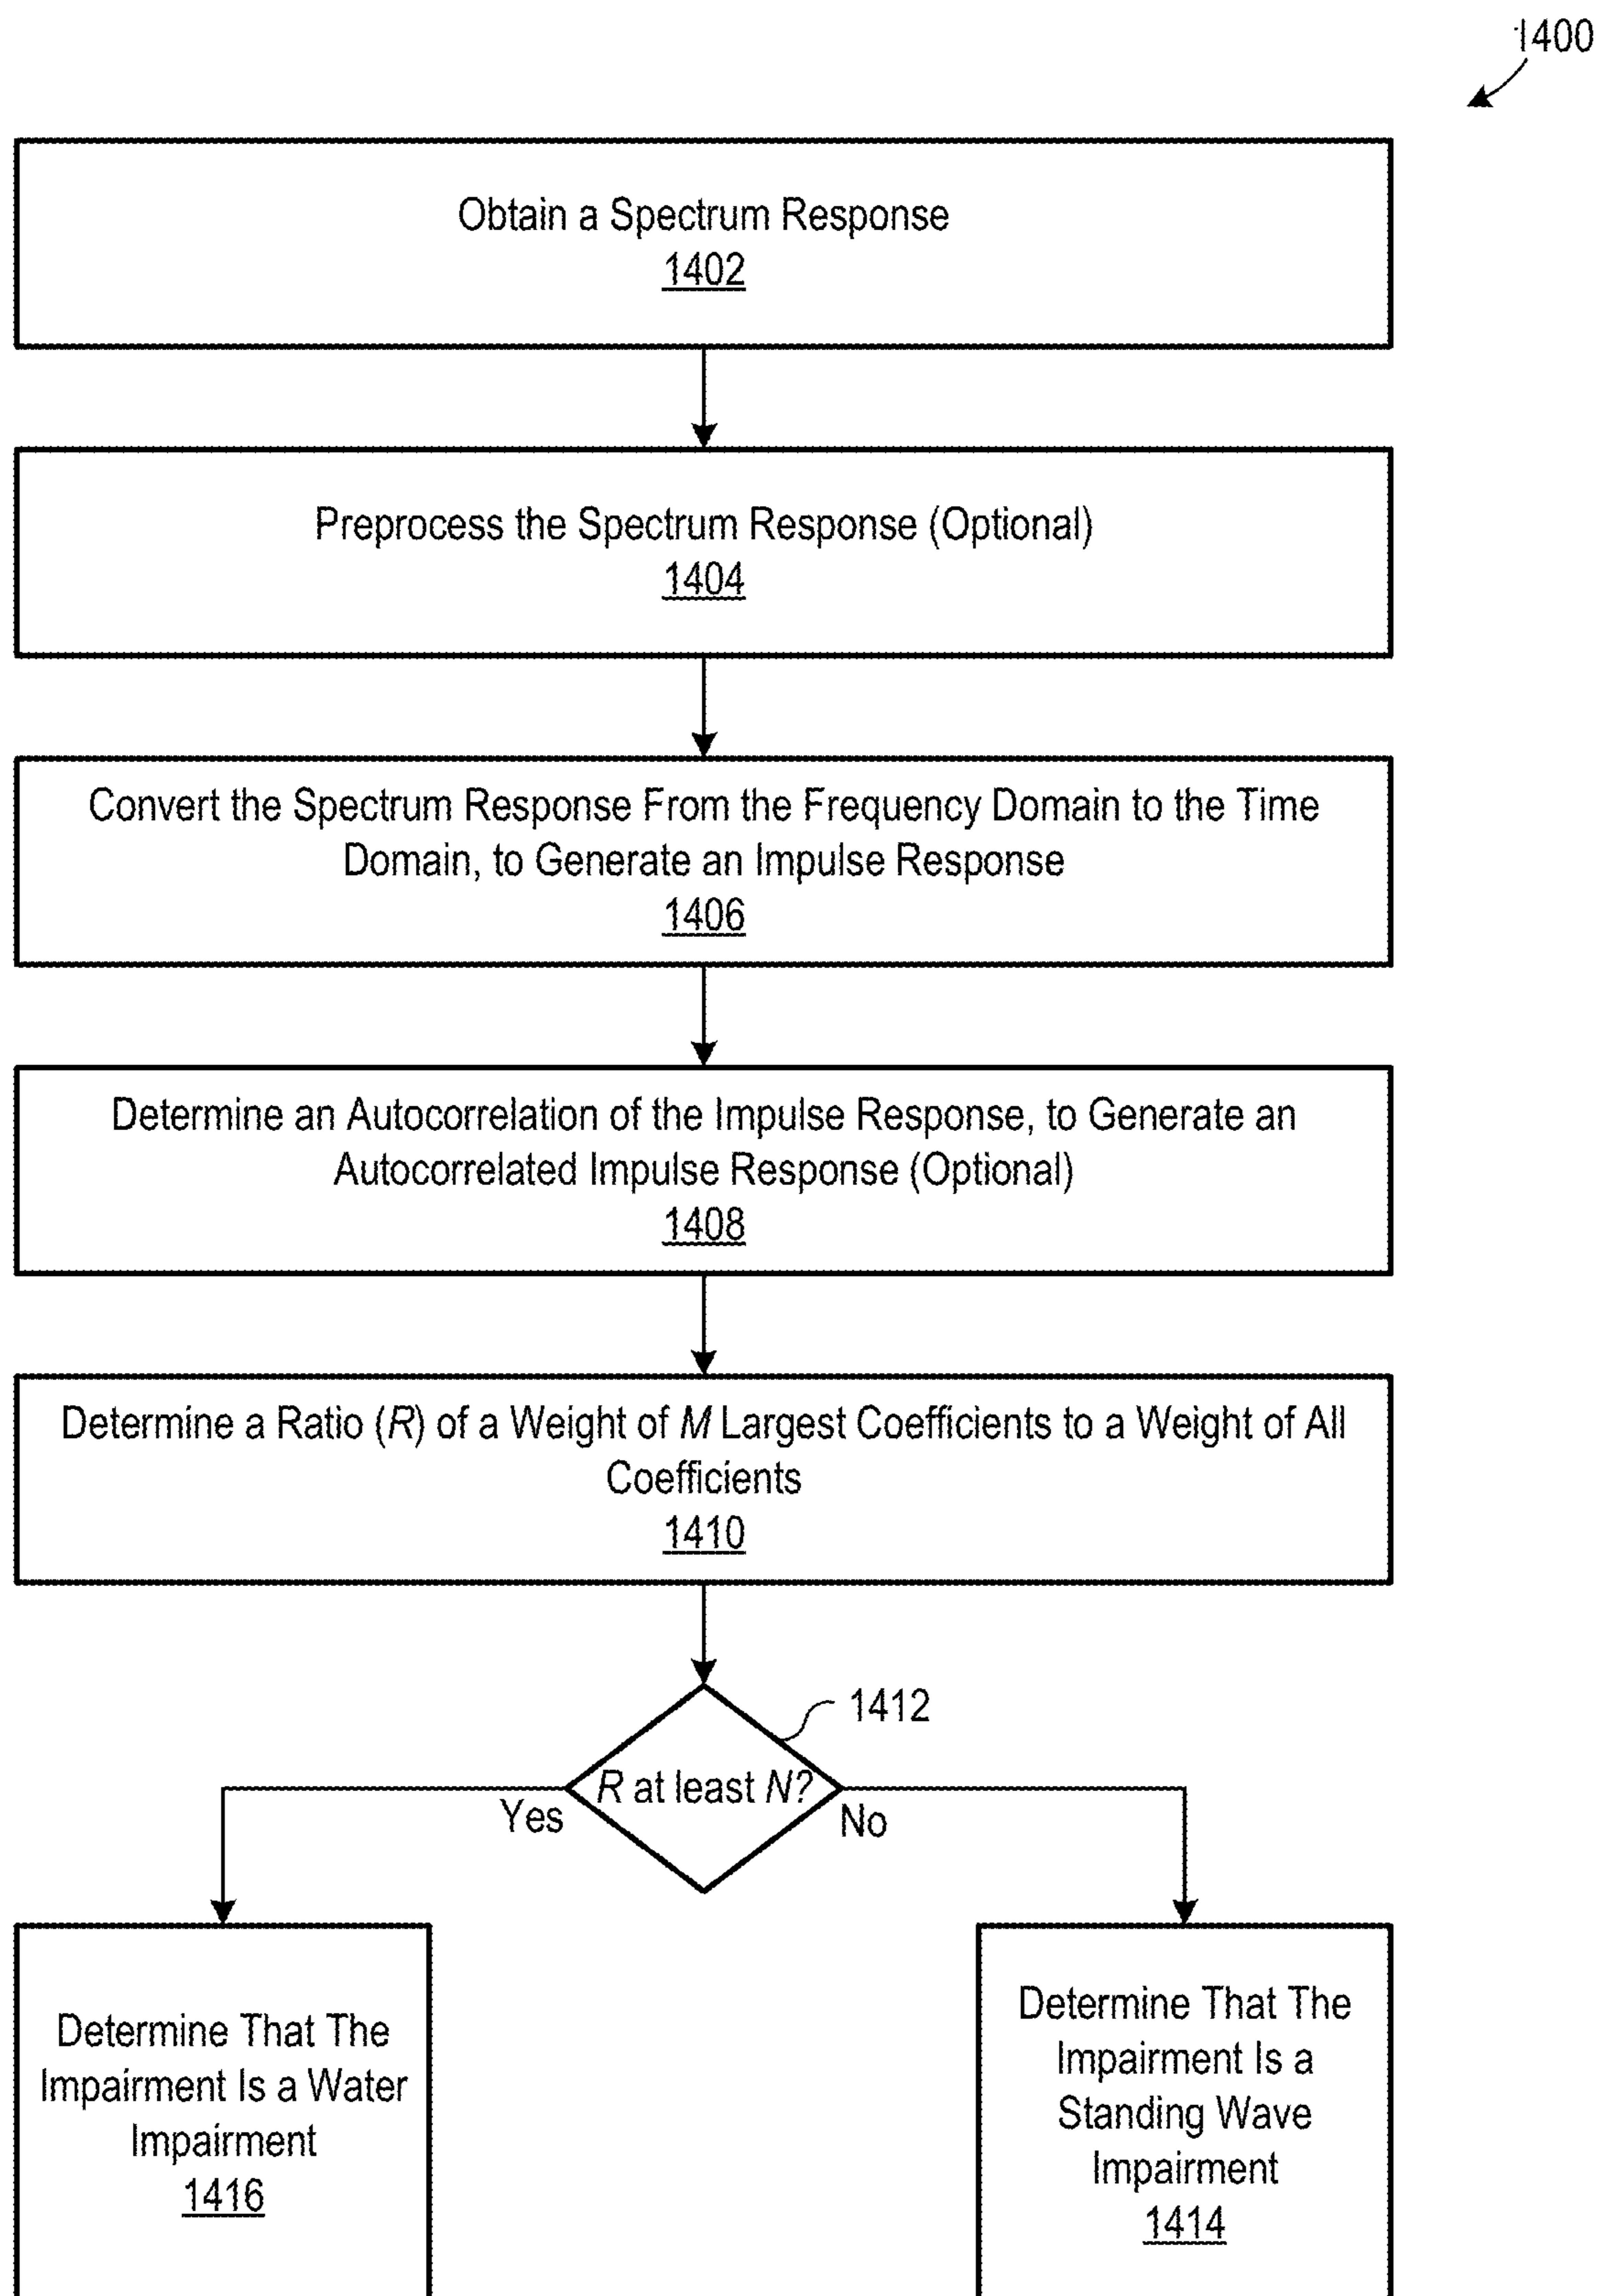 1400
Obtain a Spectrum Response
1402
Preprocess the Spectrum Response (Optional)
1404
Convert the Spectrum Response From the Frequency Domain to the Time
Domain, to Generate an Impulse Response
1406
Determine an Autocorrelation of the Impulse Response, to Generate an
Autocorrelated Impulse Response (Optional)
1408
Determine a Ratio (R) of a Weight of M Largest Coefficients to a Weight of All
Coefficients
1410
1412
R at least N?
Yes
No
Determine That The
Impairment Is a Water
Impairment
1416
Determine That The
Impairment Is a
Standing Wave
Impairment
1414